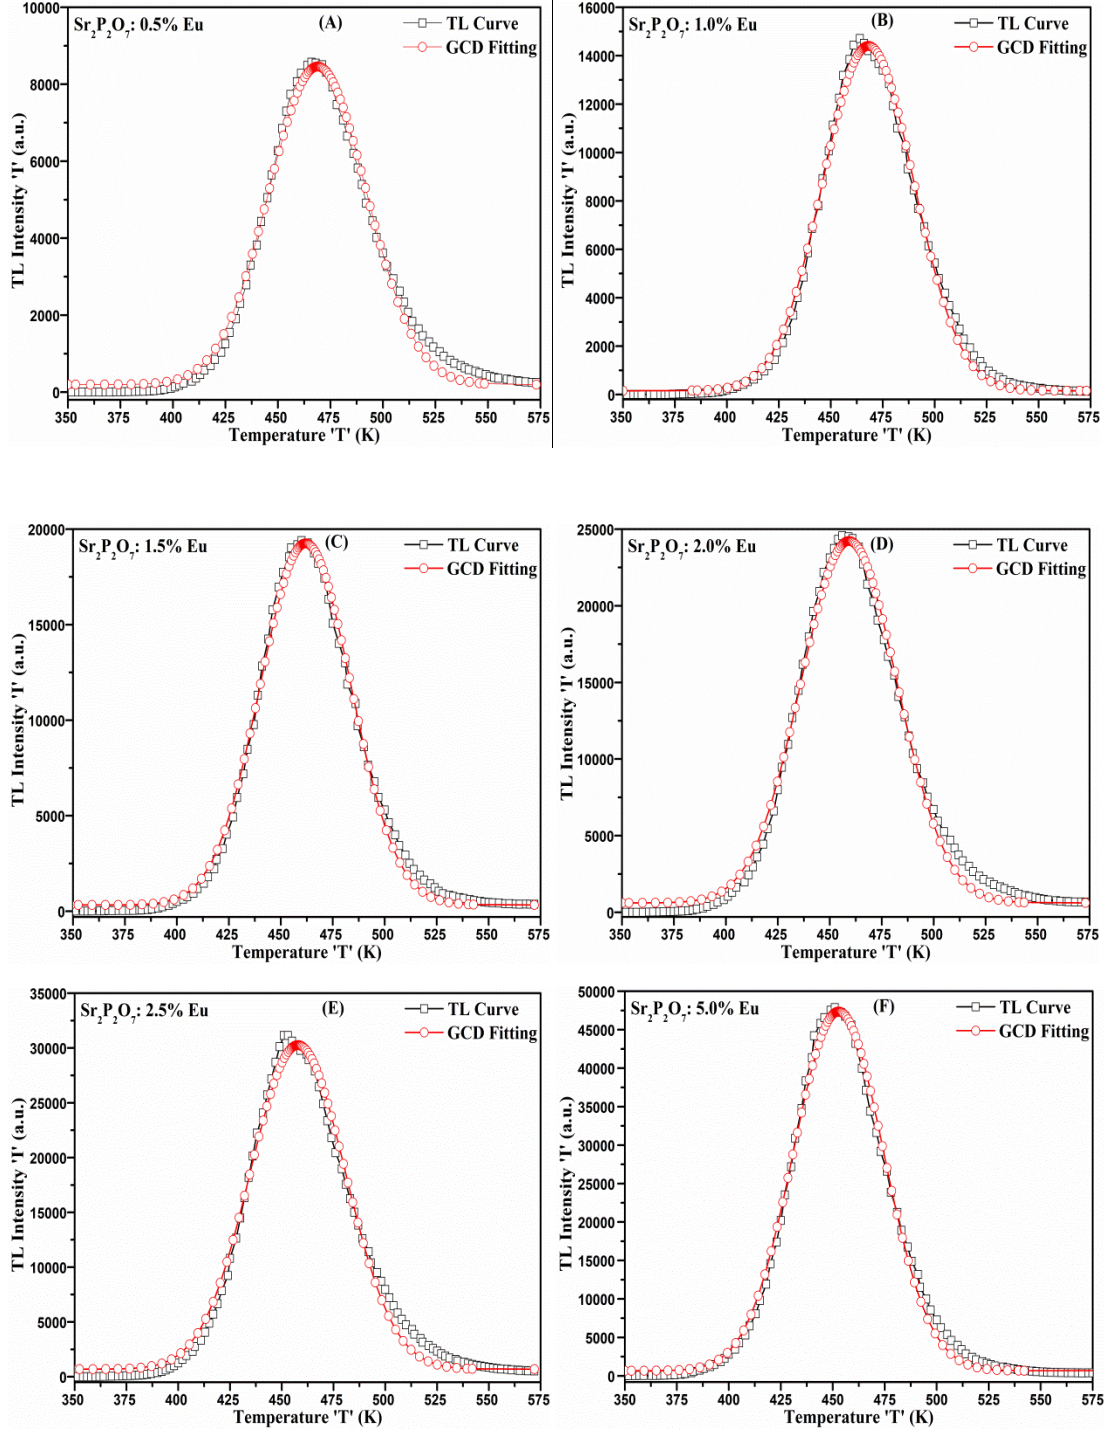 Sr2P2O7: 0.5% Eu
(A)
TL Curve
GCD Fitting
TL Intensity 'I' (a.u.)
10000
8000
6000
4000
2000
0
350 375 400 425 450 475 500 525 550 575
Temperature 'T' (K)
Sr2P2O7: 1.0% Eu
(B)
TL Curve
GCD Fitting
TL Intensity 'I' (a.u.)
16000
14000
12000
10000
8000
6000
4000
2000
0
350 375 400 425 450 475 500 525 550 575
Temperature 'T' (K)
Sr2P2O7: 1.5% Eu
(C)
TL Curve
GCD Fitting
TL Intensity 'I' (a.u.)
20000
15000
10000
5000
0
350 375 400 425 450 475 500 525 550 575
Temperature 'T' (K)
Sr2P2O7: 2.0% Eu
(D)
TL Curve
GCD Fitting
TL Intensity 'I' (a.u.)
25000
20000
15000
10000
5000
0
350 375 400 425 450 475 500 525 550 575
Temperature 'T' (K)
Sr2P2O7: 2.5% Eu
(E)
TL Curve
GCD Fitting
TL Intensity 'I' (a.u.)
35000
30000
25000
20000
15000
10000
5000
0
350 375 400 425 450 475 500 525 550 575
Temperature 'T' (K)
Sr2P2O7: 5.0% Eu
(F)
TL Curve
GCD Fitting
TL Intensity 'I' (a.u.)
50000
45000
40000
35000
30000
25000
20000
15000
10000
5000
0
350 375 400 425 450 475 500 525 550 575
Temperature 'T' (K)